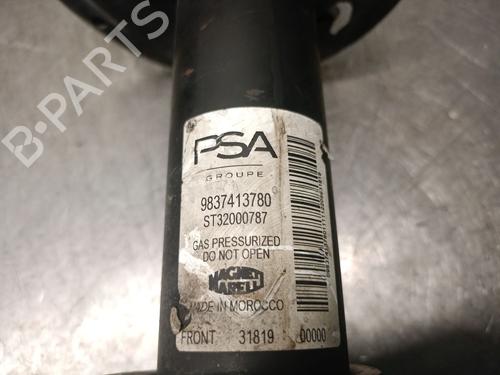 B-PARTS
PSA
GROUPE
9837413780
ST32000787
GAS PRESSURIZED
DO NOT OPEN
MAGNETI
MARELLI
MADE IN MOROCCO
FRONT 31819 00000